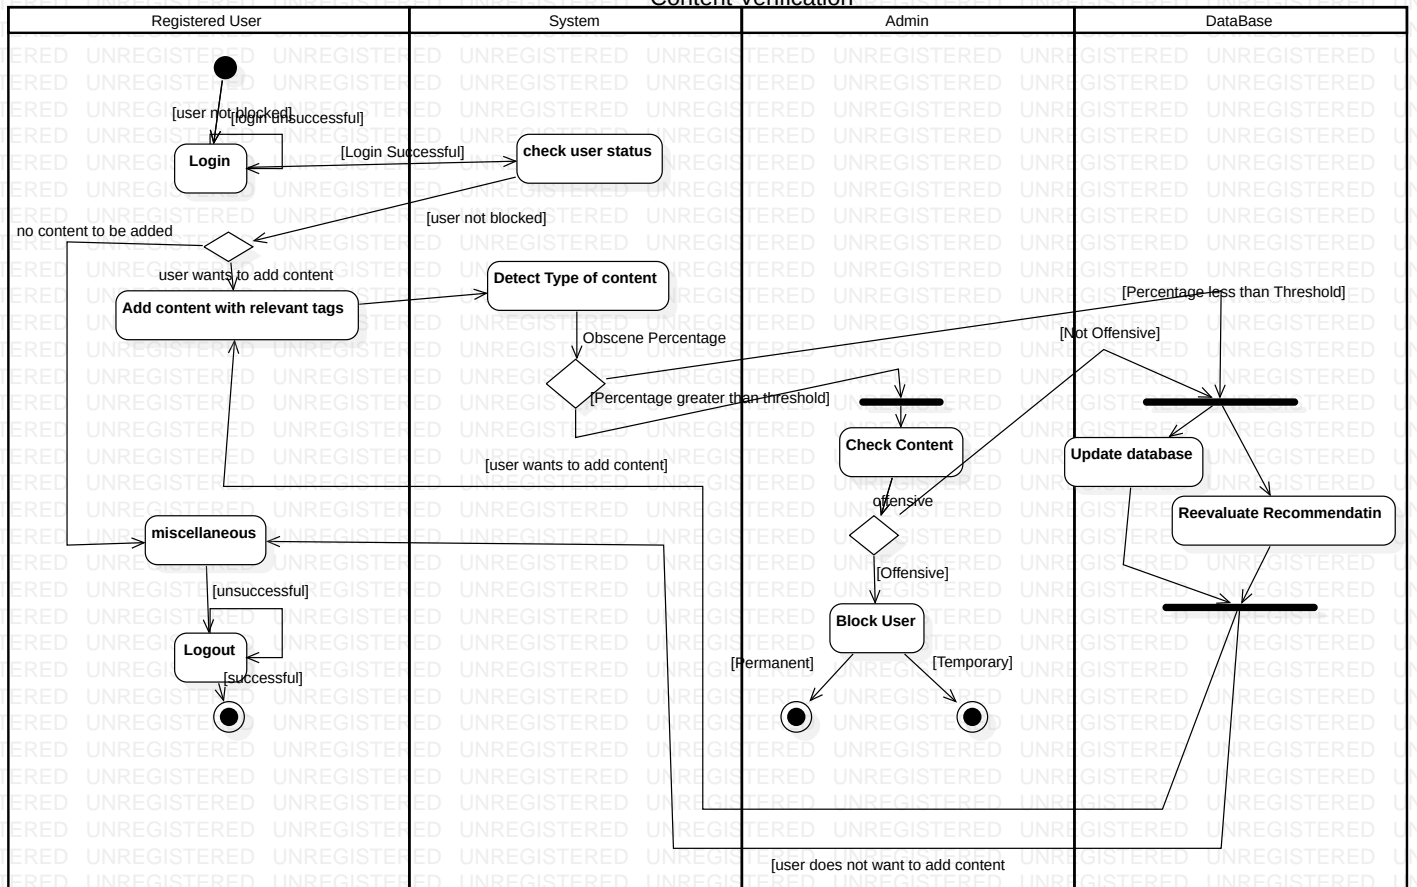 Content Verification
Registered User
System
Admin
DataBase
[user not blocked]
[login unsuccessful]
Login
[Login Successful]
check user status
[user not blocked]
no content to be added
user wants to add content
Add content with relevant tags
Detect Type of content
Obscene Percentage
[Percentage less than Threshold]
[Not Offensive]
[Percentage greater than threshold]
Check Content
Update database
[user wants to add content]
offensive
Reevaluate Recommendatin
miscellaneous
[Offensive]
[unsuccessful]
Block User
Logout
[successful]
[Permanent]
[Temporary]
[user does not want to add content
UNREGISTERED